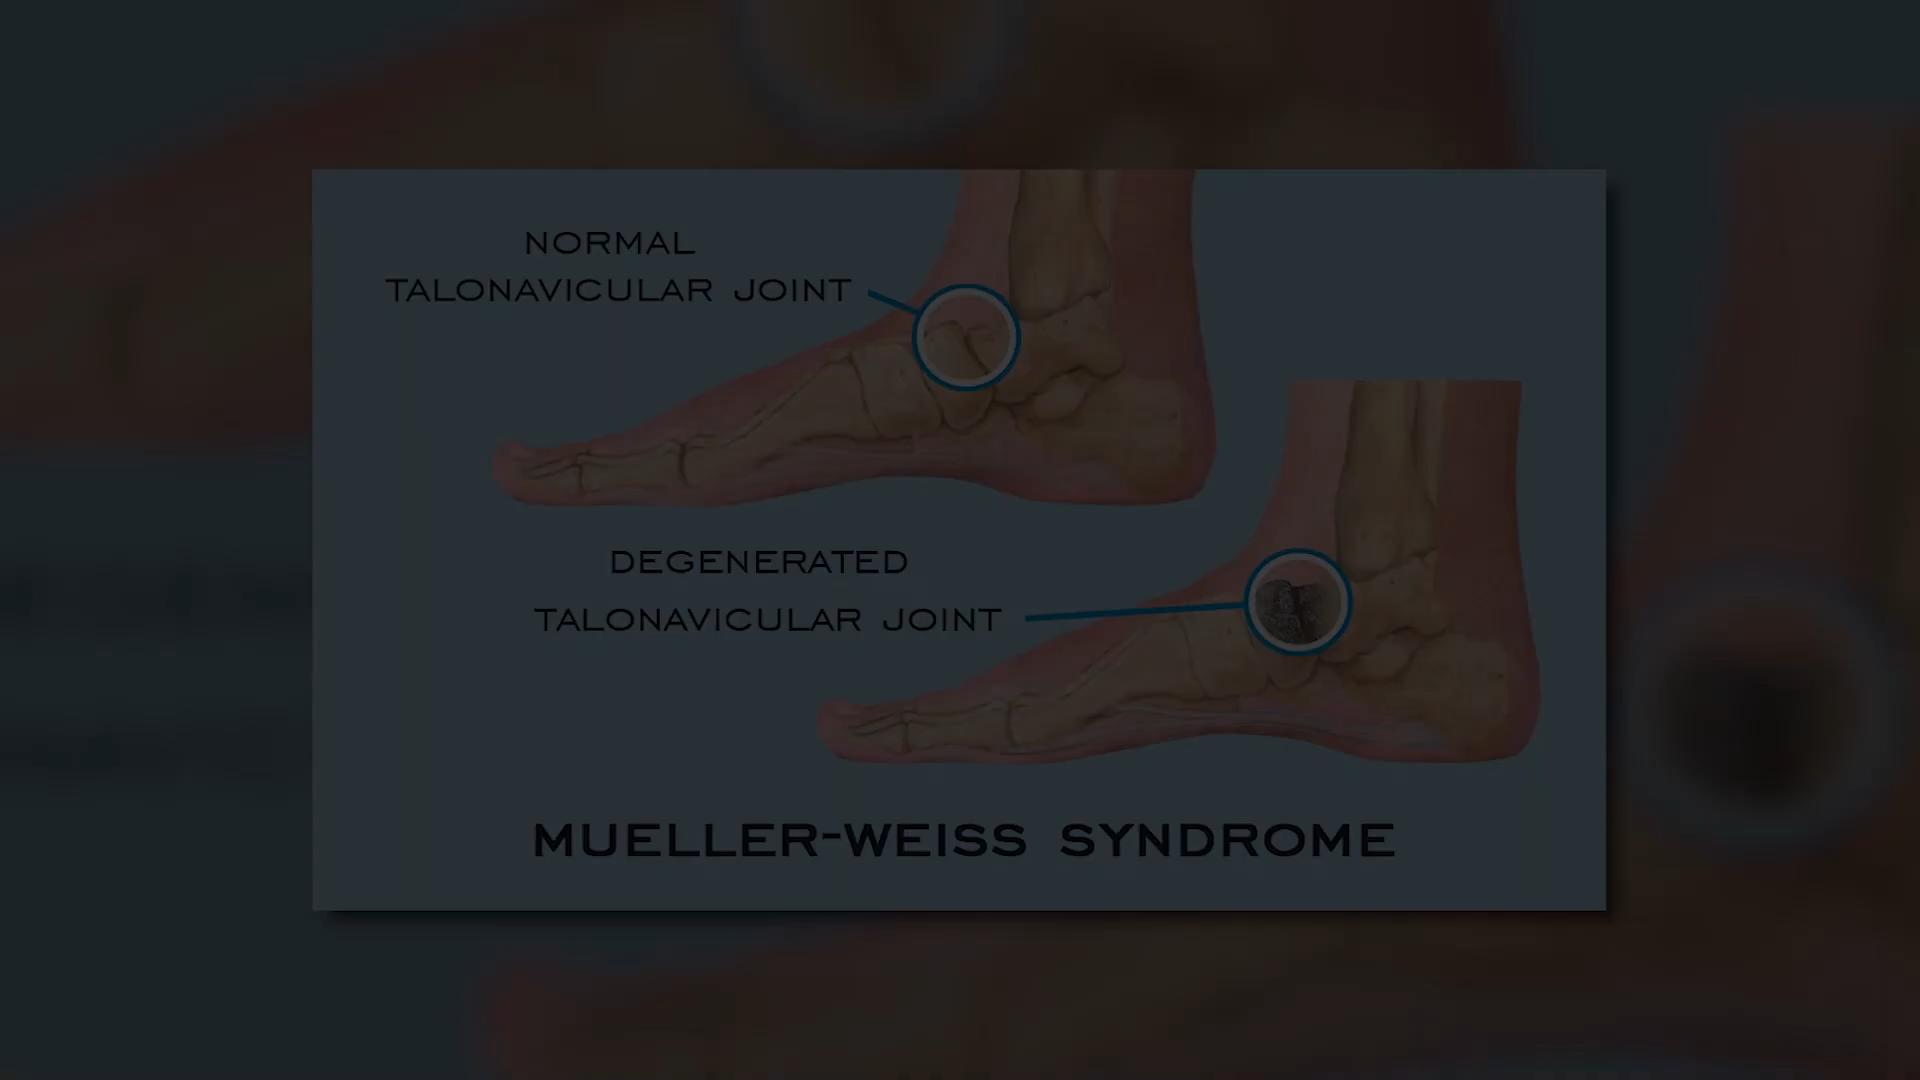 NORMAL
TALONAVICULAR JOINT
DEGENERATED
TALONAVICULAR JOINT
MUELLER-WEISS SYNDROME